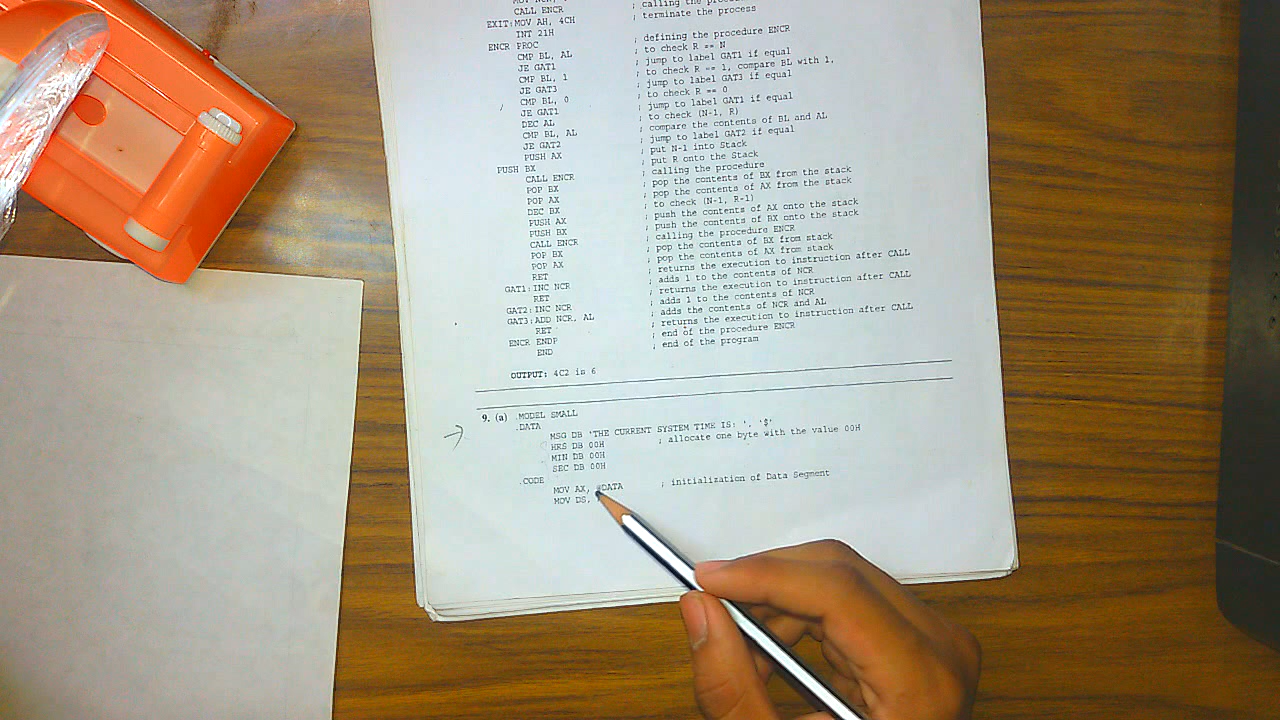 CALL ENCR ; calling the
EXIT:MOV AH, 4CH ; terminate the process
INT 21H
ENCR PROC ; defining the procedure ENCR
CMP BL, AL ; to check R == N
JE GAT1 ; jump to label GAT1 if equal
CMP BL, 1 ; to check R == 1, compare BL with 1,
JE GAT3 ; jump to label GAT3 if equal
CMP BL, 0 ; to check R == 0
JE GAT1 ; jump to label GAT1 if equal
DEC AL ; to check (N-1, R)
CMP BL, AL ; compare the contents of BL and AL
JE GAT2 ; jump to label GAT2 if equal
PUSH AX ; put N-1 into Stack
PUSH BX ; put R onto the Stack
CALL ENCR ; calling the procedure
POP BX ; pop the contents of BX from the stack
POP AX ; pop the contents of AX from the stack
DEC BX ; to check (N-1, R-1)
PUSH AX ; push the contents of AX onto the stack
PUSH BX ; push the contents of BX onto the stack
CALL ENCR ; calling the procedure ENCR
POP BX ; pop the contents of BX from stack
POP AX ; pop the contents of AX from stack
RET ; returns the execution to instruction after CALL
GAT1:INC NCR ; adds 1 to the contents of NCR
RET ; returns the execution to instruction after CALL
GAT2:INC NCR ; adds 1 to the contents of NCR
GAT3:ADD NCR, AL ; adds the contents of NCR and AL
RET ; returns the execution to instruction after CALL
ENCR ENDP ; end of the procedure ENCR
END ; end of the program
OUTPUT: 4C2 is 6
9. (a) .MODEL SMALL
.DATA
MSG DB 'THE CURRENT SYSTEM TIME IS: ', '$'
HRS DB 00H ; allocate one byte with the value 00H
MIN DB 00H
SEC DB 00H
.CODE
MOV AX, @DATA ; initialization of Data Segment
MOV DS,